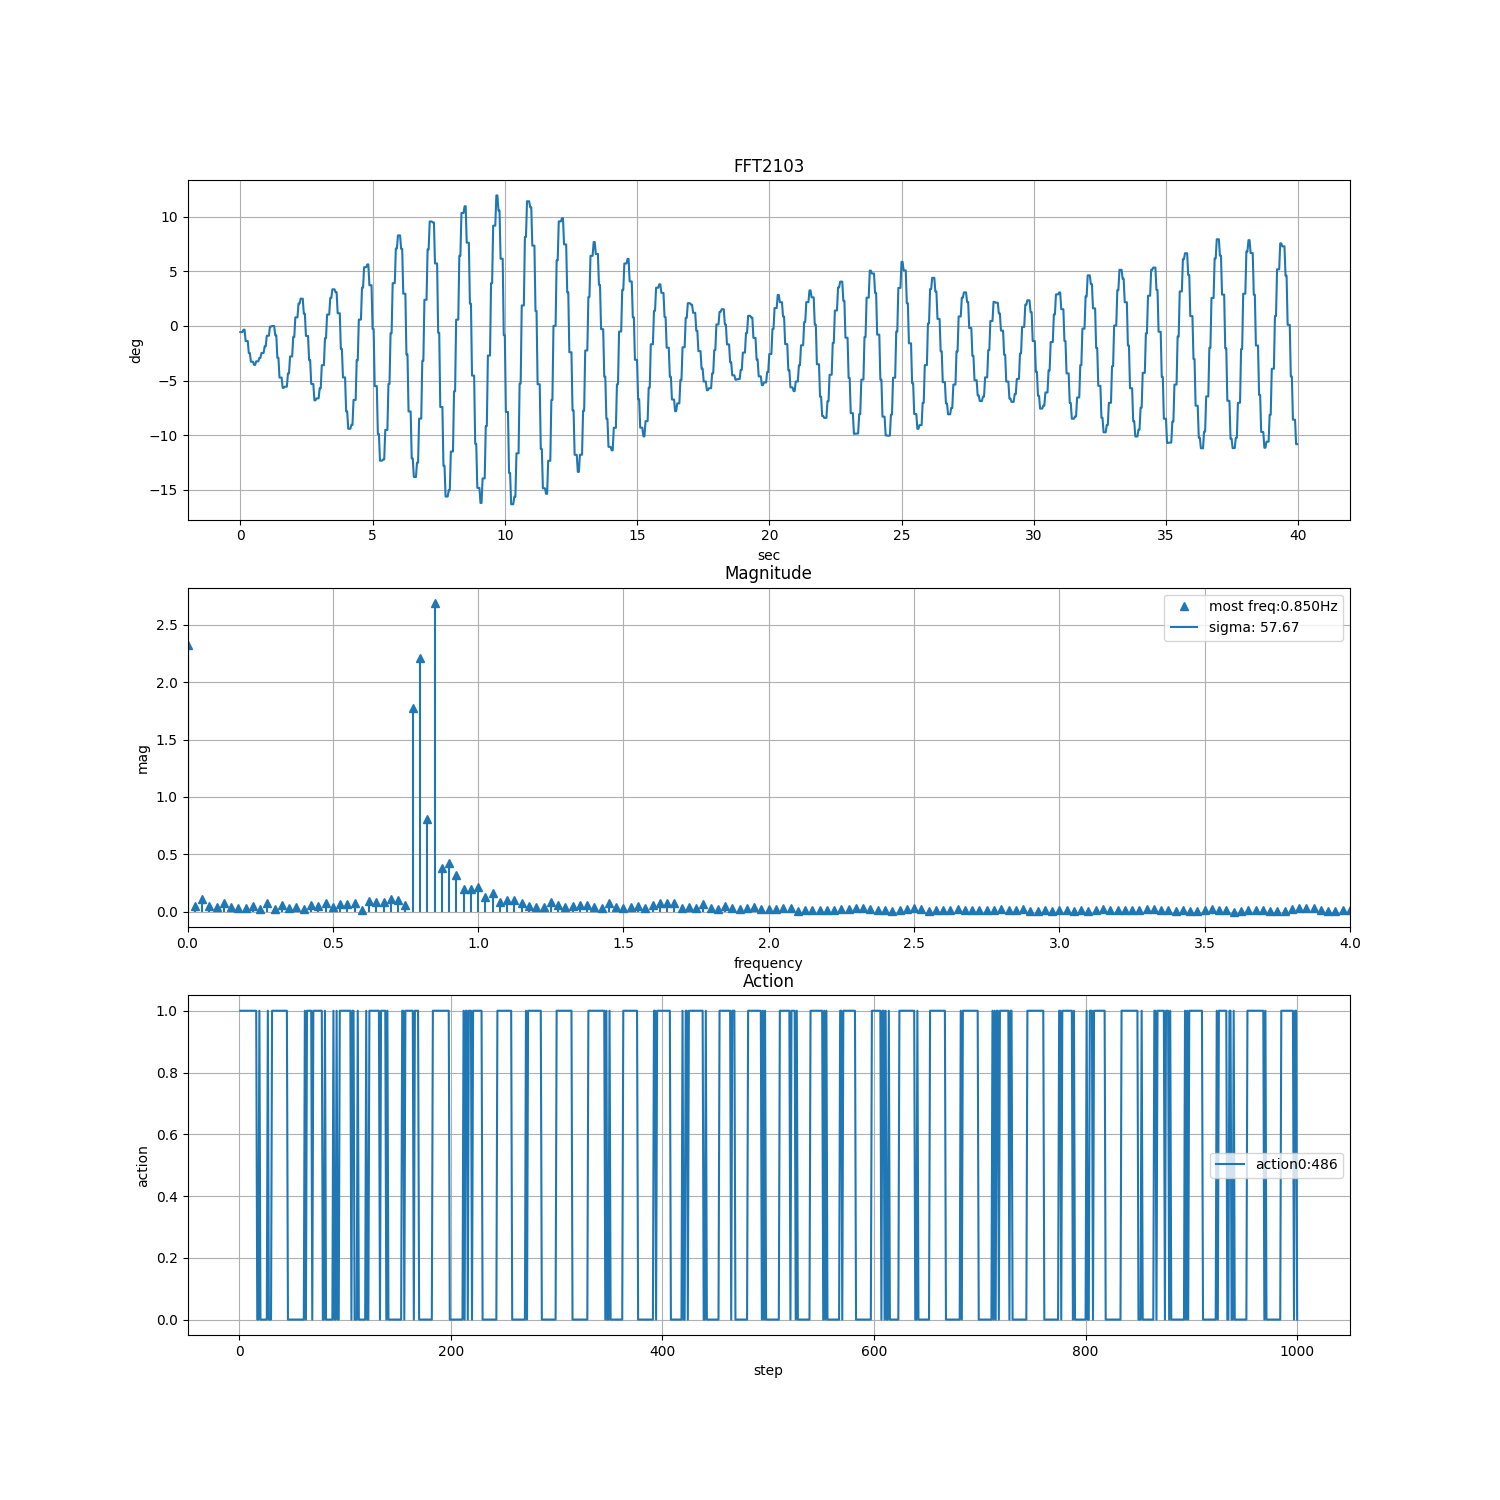 FFT2103
10
5
0
−5
−10
−15
deg
0 5 10 15 20 25 30 35 40
sec
Magnitude
most freq:0.850Hz
sigma: 57.67
2.5
2.0
1.5
1.0
0.5
0.0
mag
0.0 0.5 1.0 1.5 2.0 2.5 3.0 3.5 4.0
frequency
Action
1.0
0.8
0.6
0.4
0.2
0.0
action
action0:486
0 200 400 600 800 1000
step